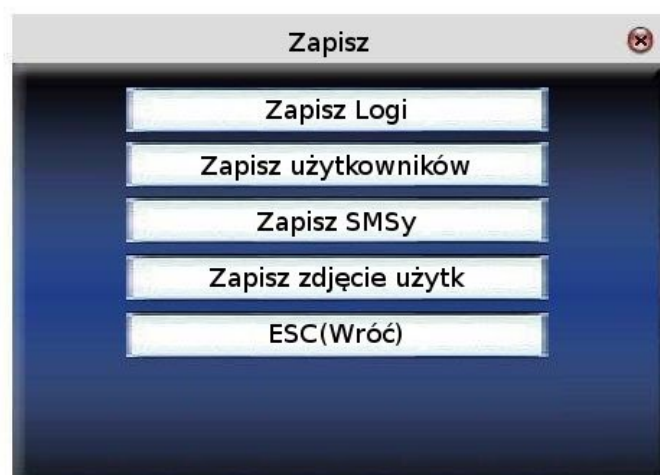 Zapisz
Zapisz Logi
Zapisz użytkowników
Zapisz SMSy
Zapisz zdjęcie użytk
ESC(Wróć)